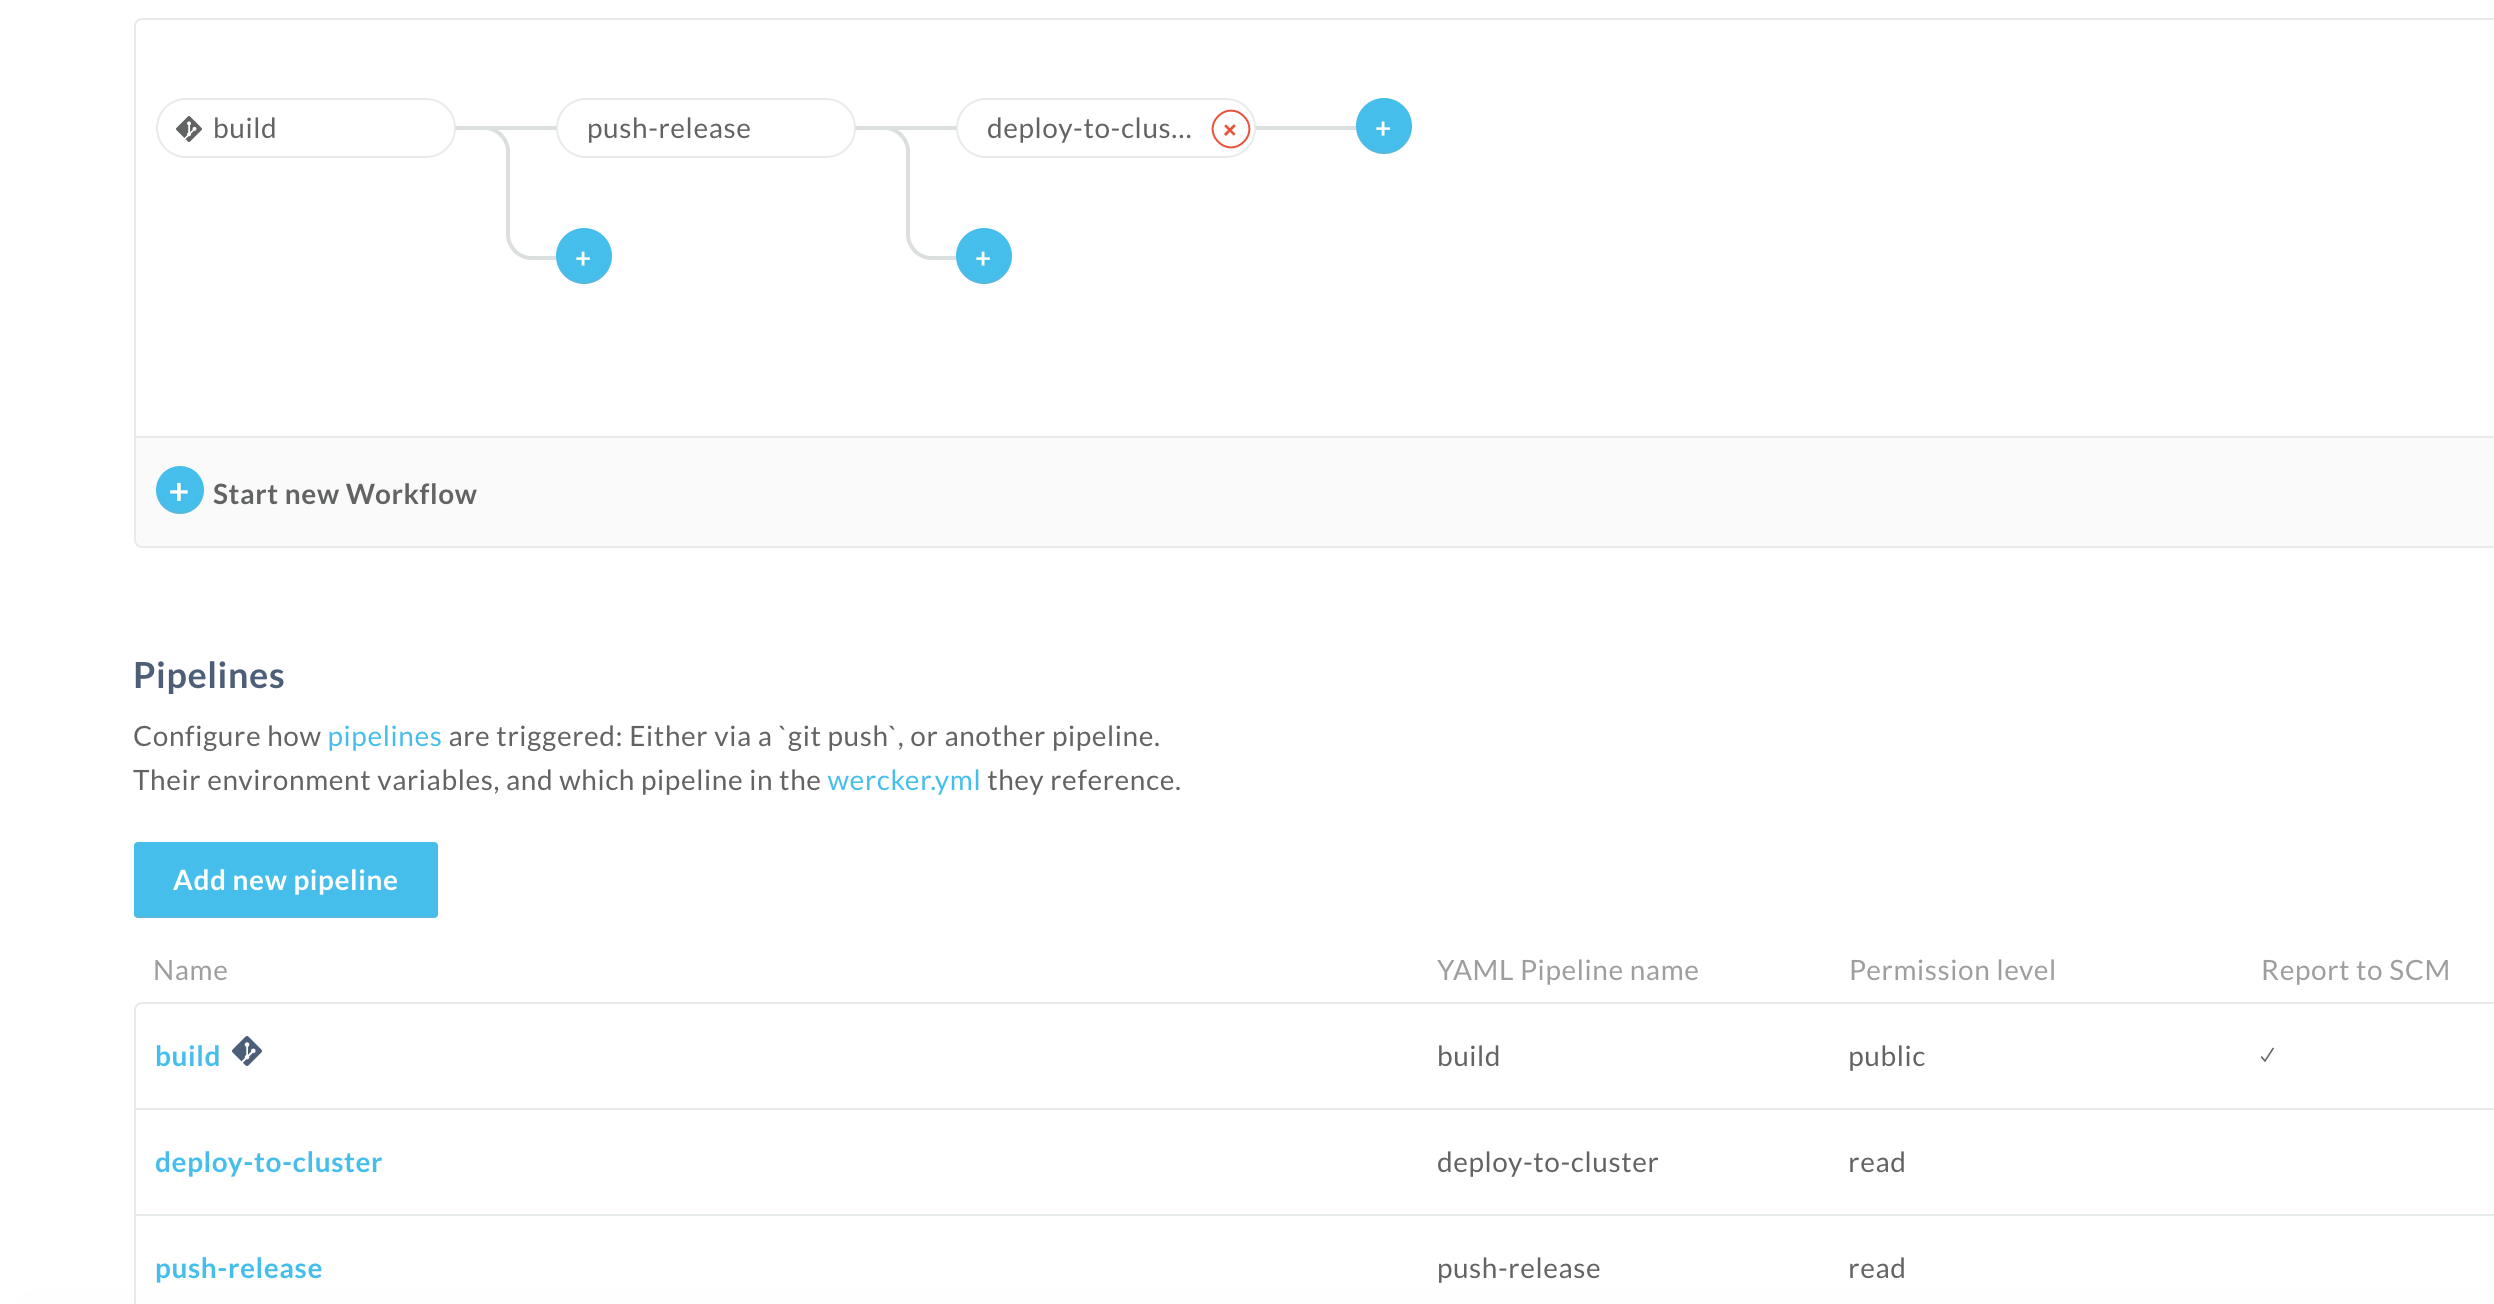 build push-release deploy-to-clus...
Start new Workflow
Pipelines
Configure how pipelines are triggered: Either via a `git push`, or another pipeline.
Their environment variables, and which pipeline in the wercker.yml they reference.
Add new pipeline
Name YAML Pipeline name Permission level Report to SCM
build build public ✓
deploy-to-cluster deploy-to-cluster read
push-release push-release read